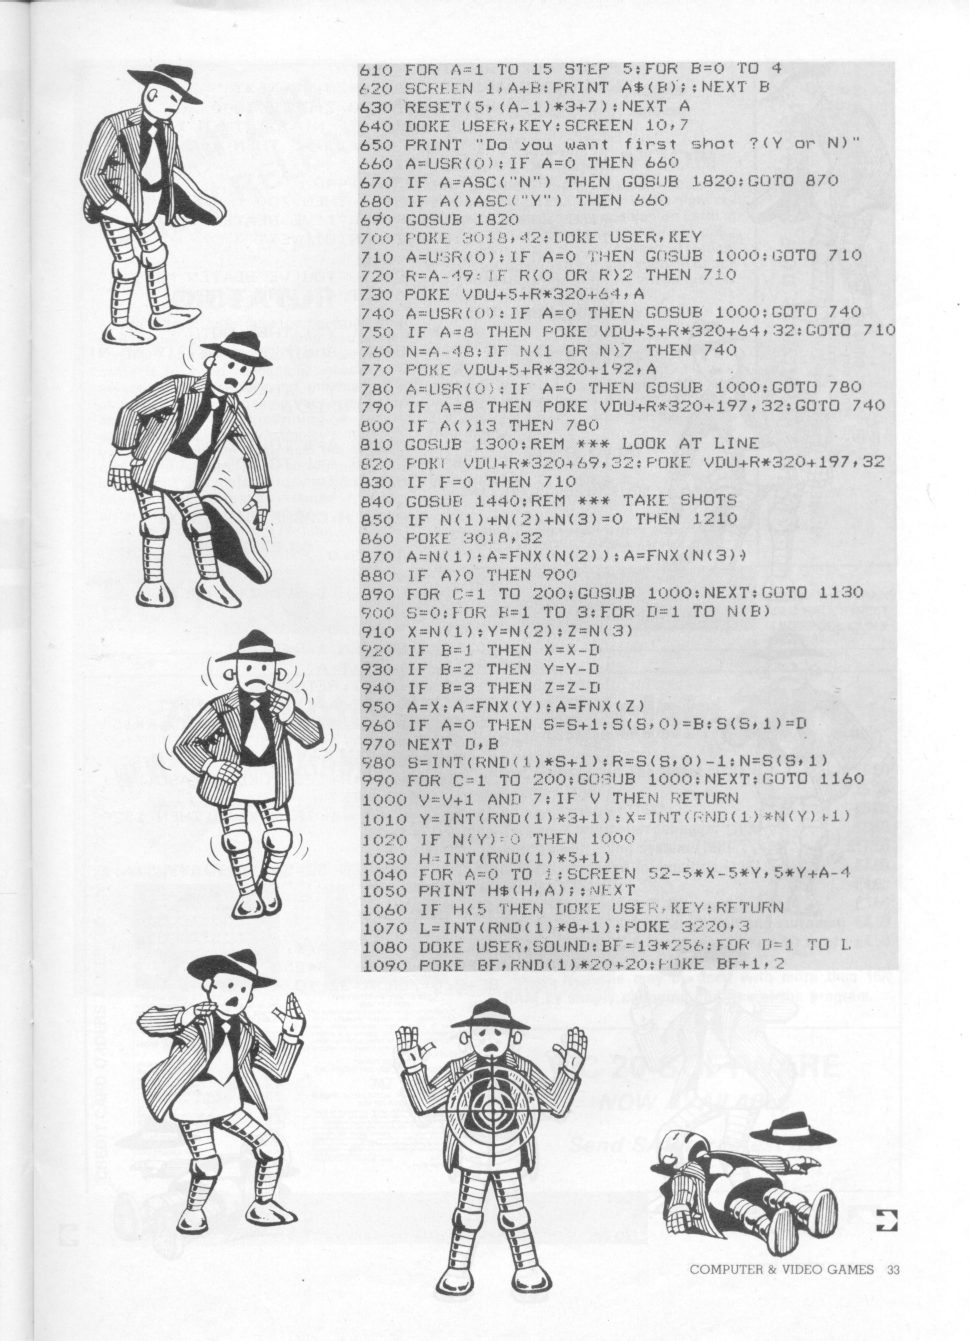 610 FOR A=1 TO 15 STEP 5:FOR B=0 TO 4
620 SCREEN 1,A+B:PRINT A$(B);:NEXT B
630 RESET(5,(A-1)*3+7):NEXT A
640 DOKE USER,KEY:SCREEN 10,7
650 PRINT "Do you want first shot ?(Y or N)"
660 A=USR(0):IF A=0 THEN 660
670 IF A=ASC("N") THEN GOSUB 1820:GOTO 870
680 IF A<>ASC("Y") THEN 660
690 GOSUB 1820
700 POKE 3018,42:DOKE USER,KEY
710 A=USR(0):IF A=0 THEN GOSUB 1000:GOTO 710
720 R=A-49:IF R<0 OR R>2 THEN 710
730 POKE VDU+5+R*320+64,A
740 A=USR(0):IF A=0 THEN GOSUB 1000:GOTO 740
750 IF A=8 THEN POKE VDU+5+R*320+64,32:GOTO 710
760 N=A-48:IF N<1 OR N>7 THEN 740
770 POKE VDU+5+R*320+192,A
780 A=USR(0):IF A=0 THEN GOSUB 1000:GOTO 780
790 IF A=8 THEN POKE VDU+R*320+197,32:GOTO 740
800 IF A<>13 THEN 780
810 GOSUB 1300:REM *** LOOK AT LINE
820 POKE VDU+R*320+69,32:POKE VDU+R*320+197,32
830 IF F=0 THEN 710
840 GOSUB 1440:REM *** TAKE SHOTS
850 IF N(1)+N(2)+N(3)=0 THEN 1210
860 POKE 3018,32
870 A=N(1):A=FNX(N(2)):A=FNX(N(3))
880 IF A>0 THEN 900
890 FOR C=1 TO 200:GOSUB 1000:NEXT:GOTO 1130
900 S=0:FOR B=1 TO 3:FOR D=1 TO N(B)
910 X=N(1):Y=N(2):Z=N(3)
920 IF B=1 THEN X=X-D
930 IF B=2 THEN Y=Y-D
940 IF B=3 THEN Z=Z-D
950 A=X:A=FNX(Y):A=FNX(Z)
960 IF A=0 THEN S=S+1:S(S,0)=B:S(S,1)=D
970 NEXT D,B
980 S=INT(RND(1)*S+1):R=S(S,0)-1:N=S(S,1)
990 FOR C=1 TO 200:GOSUB 1000:NEXT:GOTO 1160
1000 V=V+1 AND 7:IF V THEN RETURN
1010 Y=INT(RND(1)*3+1):X=INT(RND(1)*N(Y)+1)
1020 IF N(Y)=0 THEN 1000
1030 H=INT(RND(1)*5+1)
1040 FOR A=0 TO 1:SCREEN 52-5*X-5*Y,5*Y+A-4
1050 PRINT H$(H,A);:NEXT
1060 IF H<5 THEN DOKE USER,KEY:RETURN
1070 L=INT(RND(1)*8+1):POKE 3220,3
1080 DOKE USER,SOUND:BF=13*256:FOR D=1 TO L
1090 POKE BF,RND(1)*20+20:POKE BF+1,2
COMPUTER & VIDEO GAMES 33